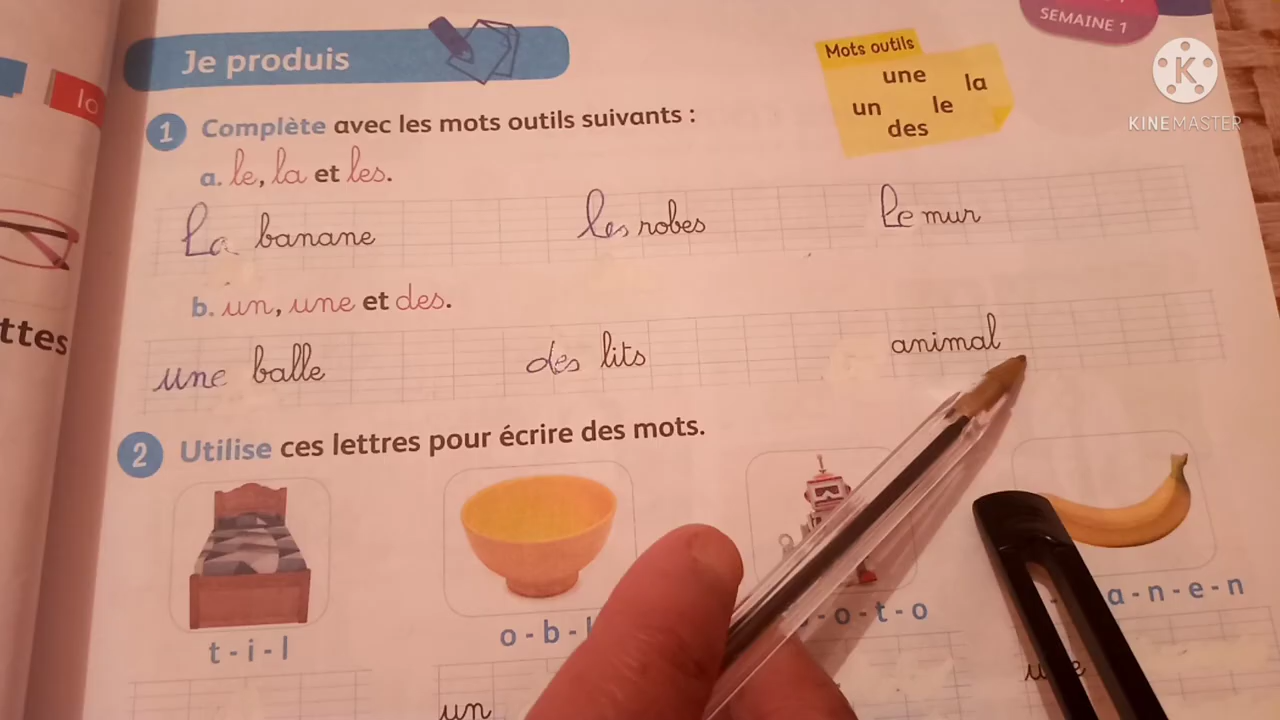 SEMAINE 1
Je produis
Mots outils
une la
un le
des
lo
1 Complète avec les mots outils suivants :
a. le, la et les.
La banane les robes Le mur
b. un, une et des.
ttes
une balle des lits animal
2 Utilise ces lettres pour écrire des mots.
t - i - l o - b - o - t - o a - n - e - n
un
KINEMASTER